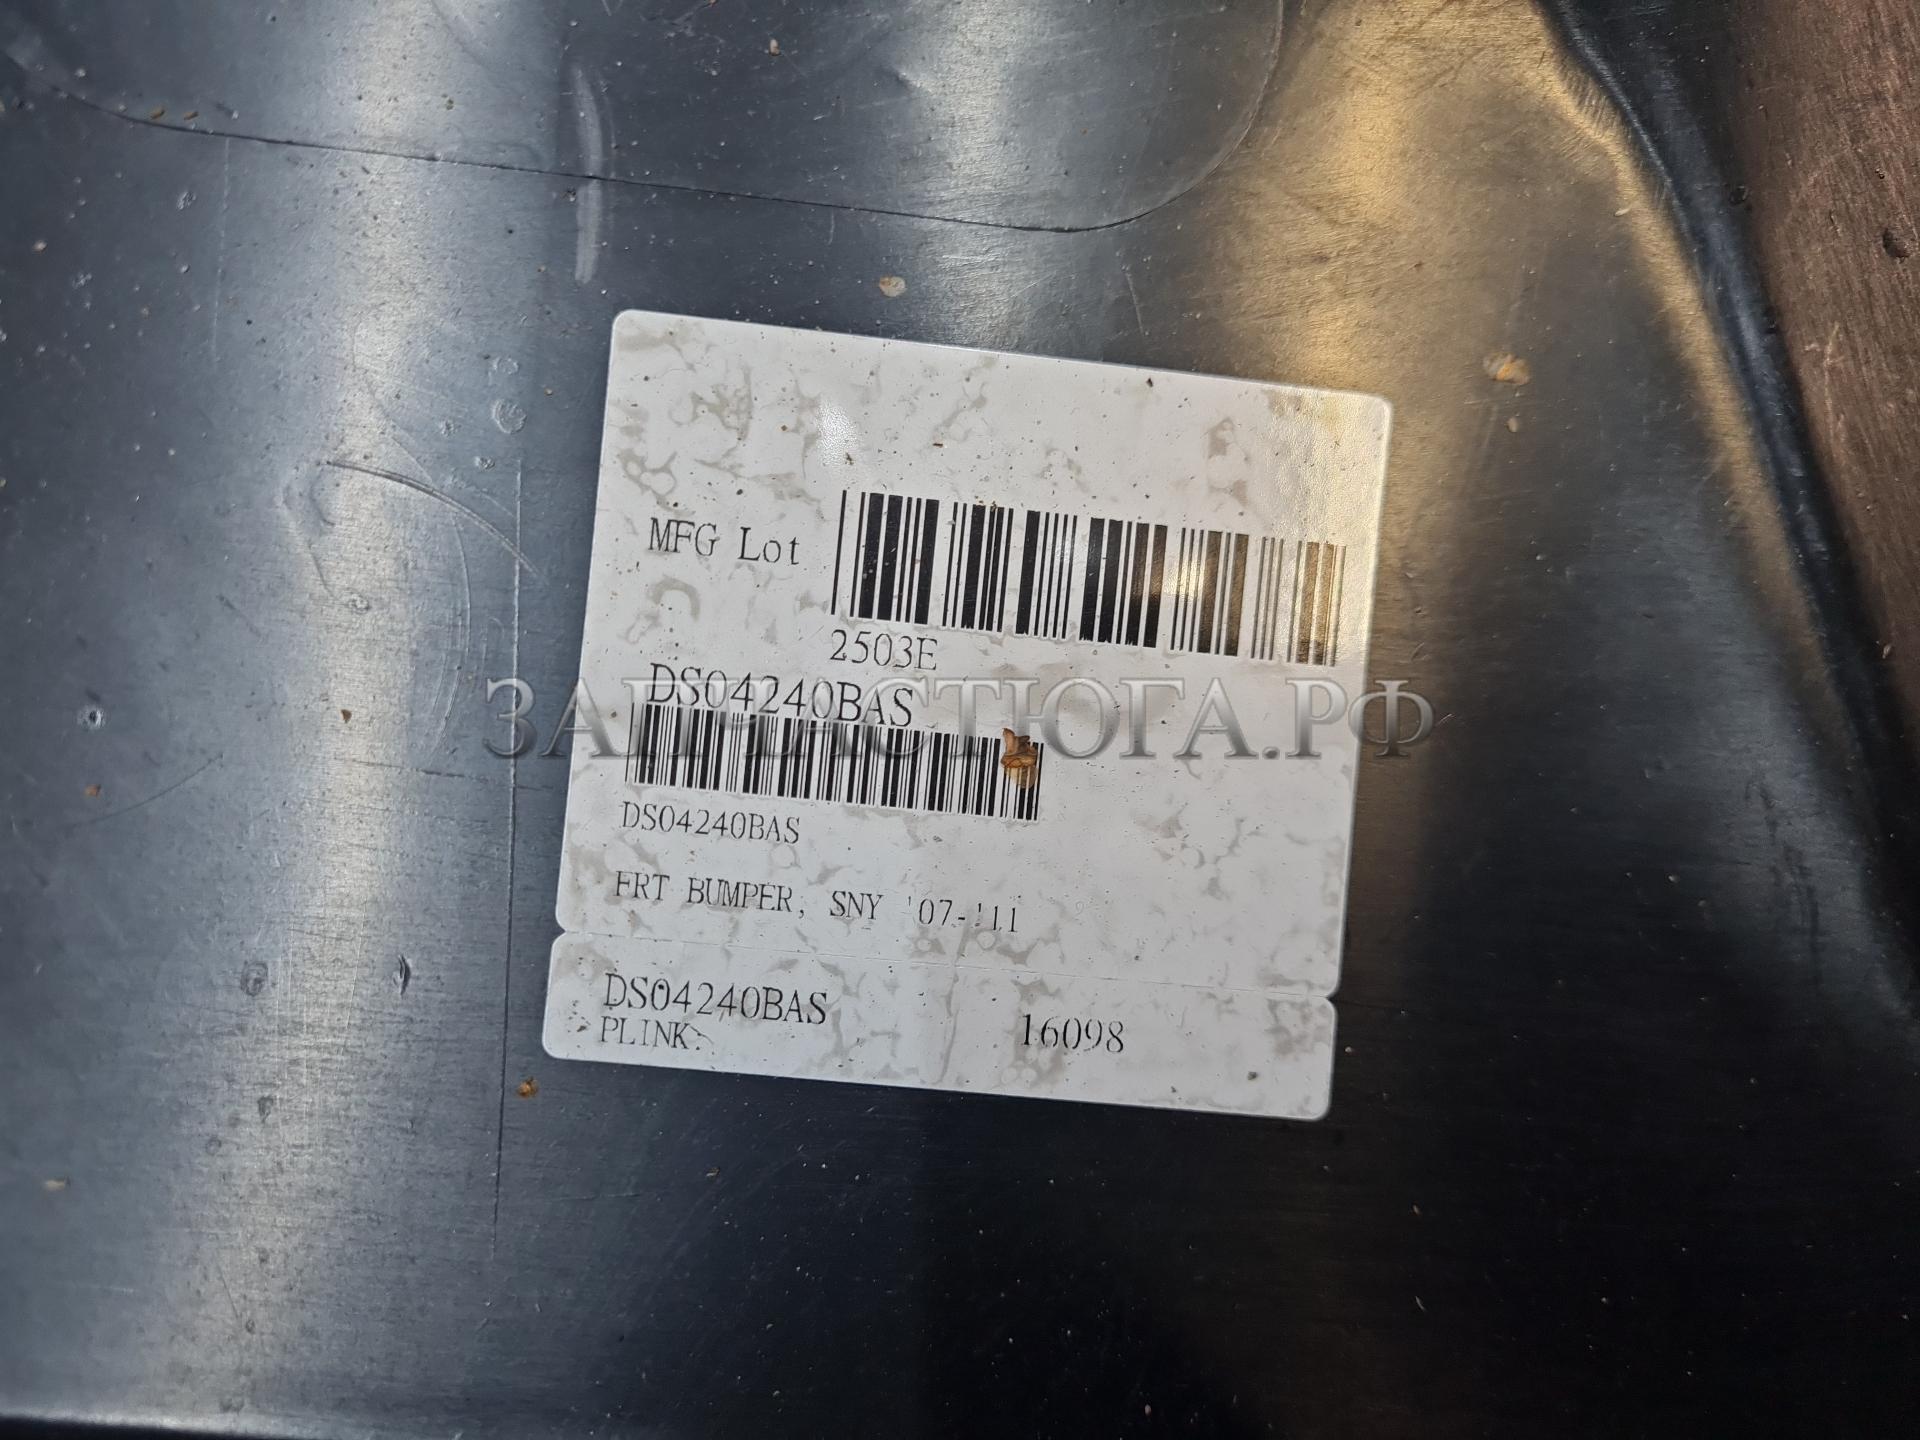 MFG Lot
2503E
DS04240BAS
ЗАПЧАСТЮГА.РФ
DS04240BAS
FRT BUMPER, SNY '07-'11
DS04240BAS
PLINK:
16098